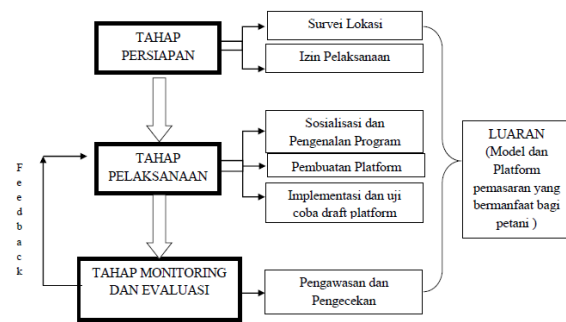 TAHAP
PERSIAPAN
Survei Lokasi
Izin Pelaksanaan
TAHAP
PELAKSANAAN
Sosialisasi dan
Pengenalan Program
Pembuatan Platform
Implementasi dan uji
coba draft platform
TAHAP MONITORING
DAN EVALUASI
Pengawasan dan
Pengecekan
LUARAN
(Model dan
Platform
pemasaran yang
bermanfaat bagi
petani )
F
e
e
d
b
a
c
k